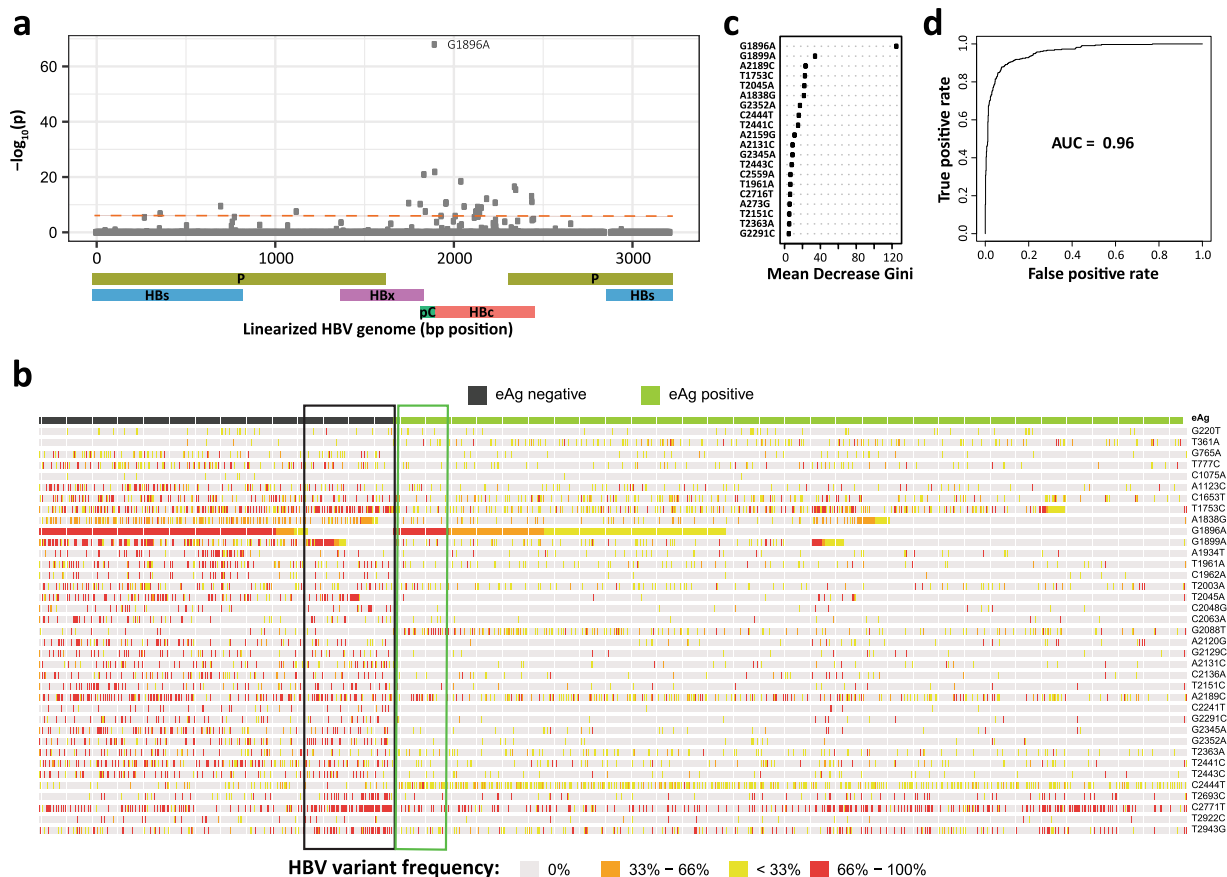 a
G1896A
60
40
20
0
−log10(p)
0
1000
2000
3000
P
P
HBs
HBx
HBs
pC
HBc
Linearized HBV genome (bp position)
c
G1896A
G1899A
A2189C
T1753C
T2045A
A1838G
G2352A
C2444T
T2441C
A2159G
A2131C
G2345A
T2443C
C2559A
T1961A
C2716T
A273G
T2151C
T2363A
G2291C
0
40
80
120
Mean Decrease Gini
d
True positive rate
1.0
0.8
0.6
0.4
0.2
0.0
AUC = 0.96
0.0
0.2
0.4
0.6
0.8
1.0
False positive rate
b
eAg negative
eAg positive
eAg
G220T
T361A
G765A
T777C
C1075A
A1123C
C1653T
T1753C
A1838G
G1896A
G1899A
A1934T
T1961A
C1962A
T2003A
T2045A
C2048G
C2063A
G2088T
A2120G
G2129C
A2131C
C2136A
T2151C
A2189C
C2241T
G2291C
G2345A
G2352A
T2363A
T2441C
T2443C
C2444T
T2693C
C2771T
T2922C
T2943G
HBV variant frequency:
0%
33% – 66%
< 33%
66% – 100%